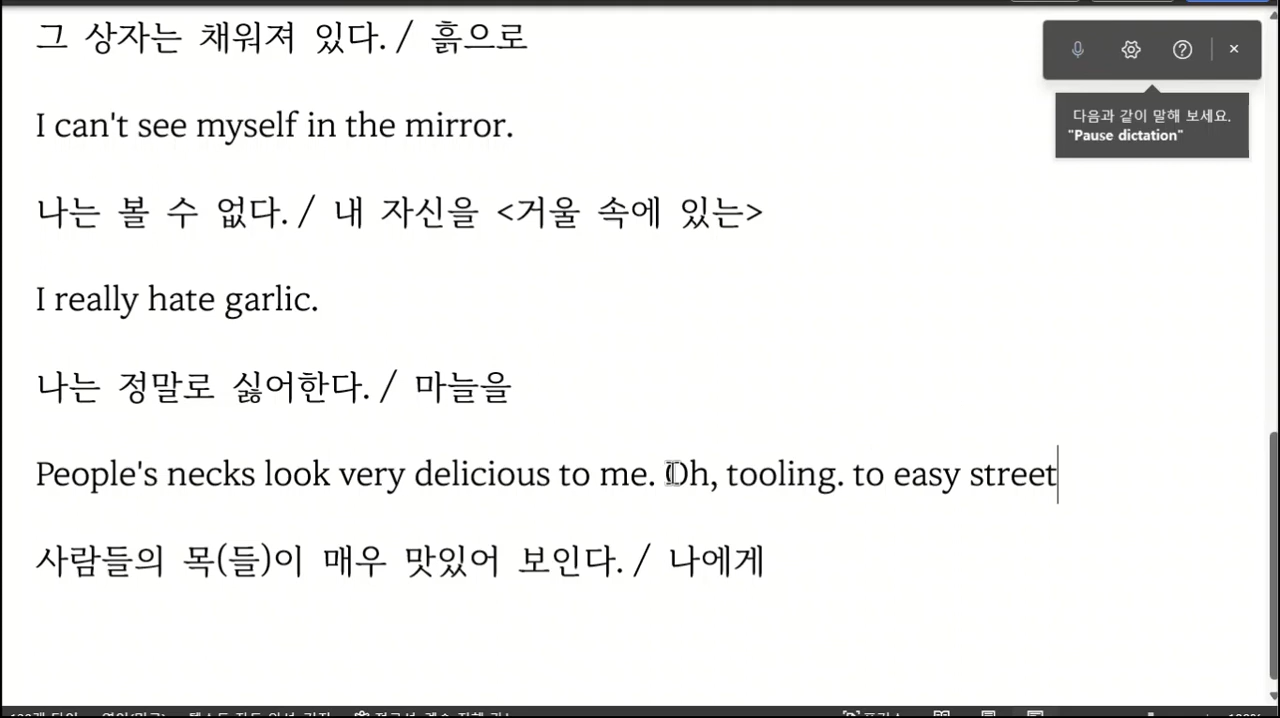 그 상자는 채워져 있다. / 흙으로
다음과 같이 말해 보세요.
"Pause dictation"
I can't see myself in the mirror.
나는 볼 수 없다. / 내 자신을 <거울 속에 있는>
I really hate garlic.
나는 정말로 싫어한다. / 마늘을
People's necks look very delicious to me. Oh, tooling. to easy street
사람들의 목(들)이 매우 맛있어 보인다. / 나에게